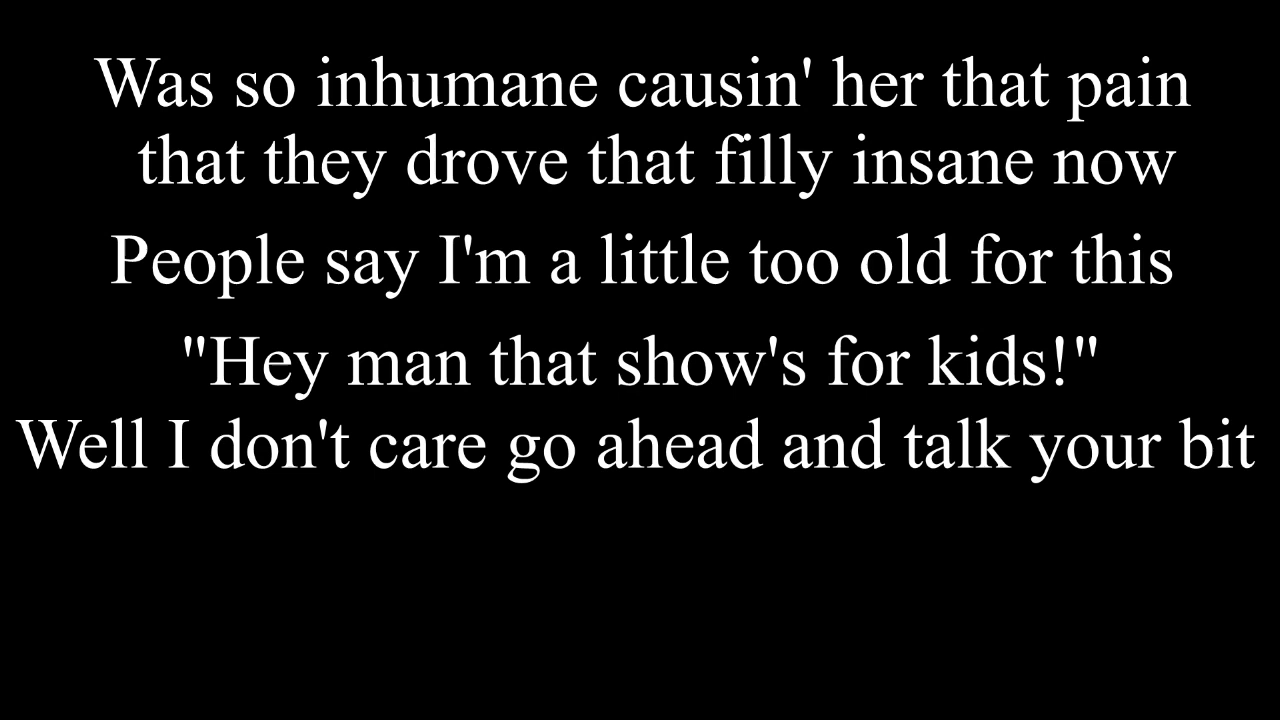 Was so inhumane causin' her that pain
that they drove that filly insane now
People say I'm a little too old for this
"Hey man that show's for kids!"
Well I don't care go ahead and talk your bit